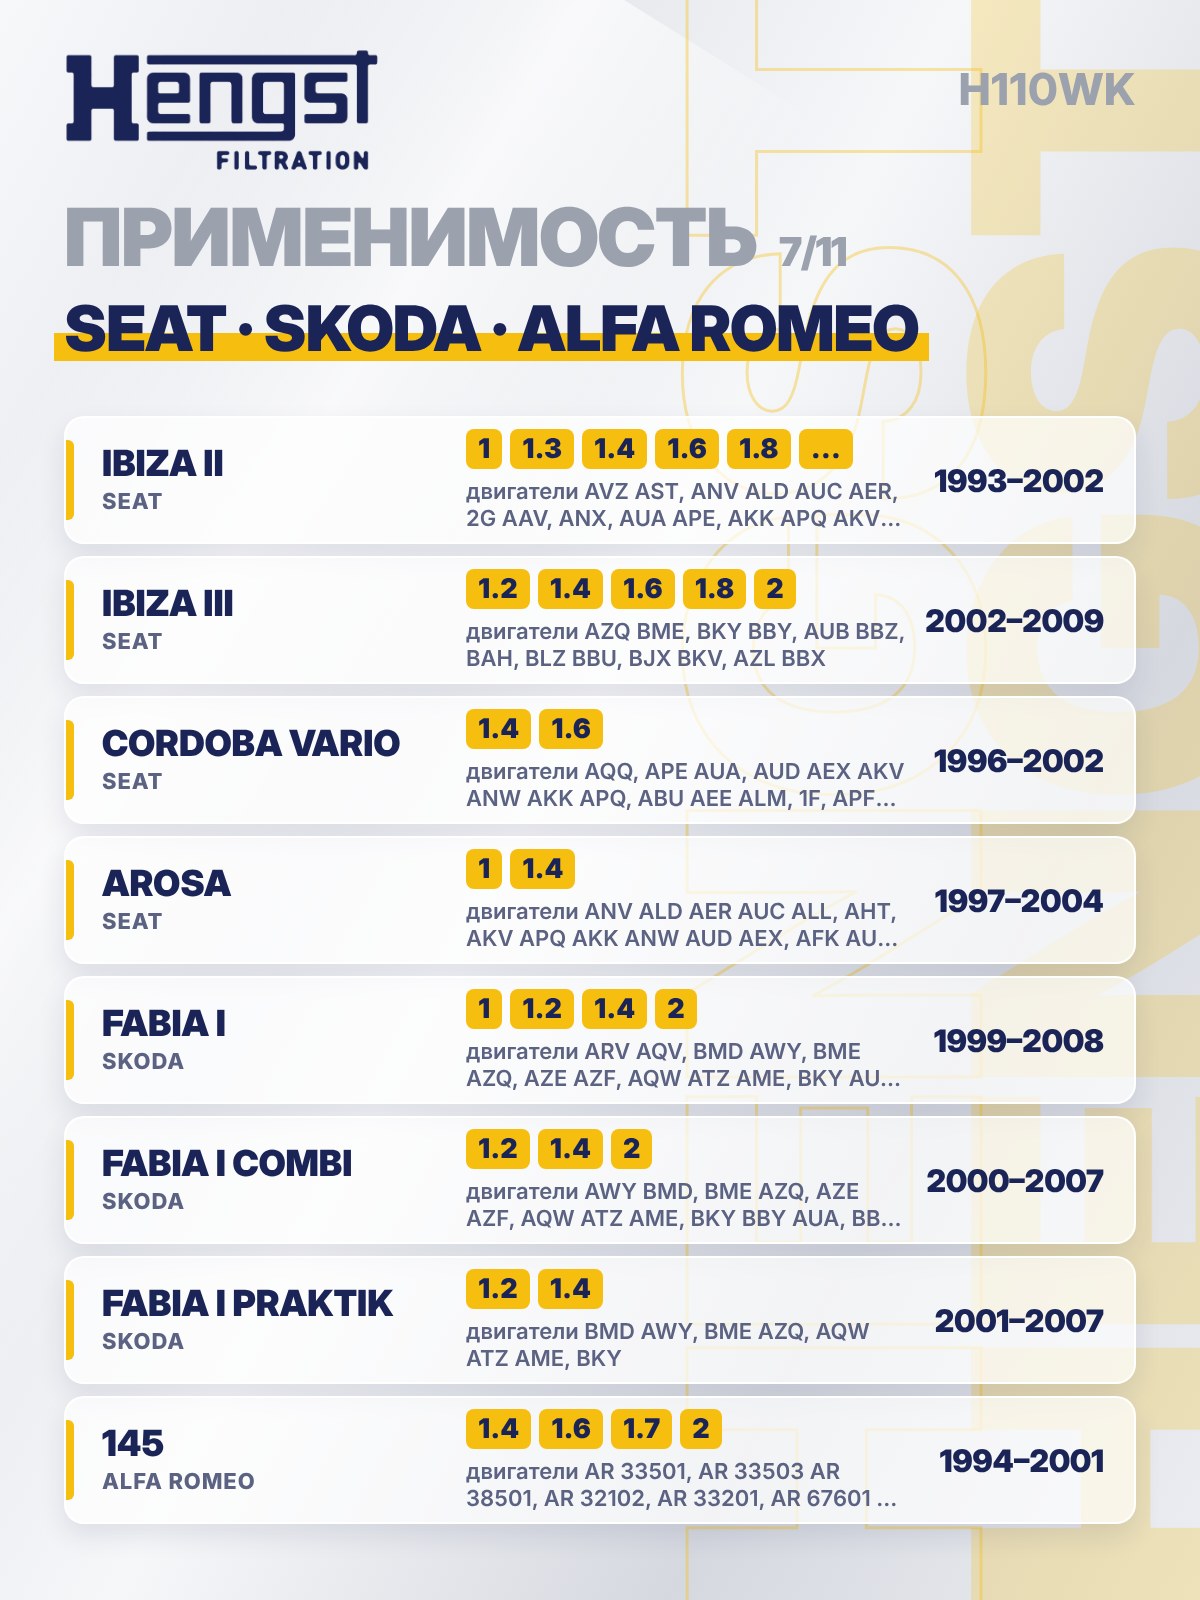 Hengst
FILTRATION
H110WK
ПРИМЕНИМОСТЬ 7/11
SEAT · SKODA · ALFA ROMEO
IBIZA II
SEAT
1 1.3 1.4 1.6 1.8 ...
двигатели AVZ AST, ANV ALD AUC AER,
2G AAV, ANX, AUA APE, AKK APQ AKV...
1993–2002
IBIZA III
SEAT
1.2 1.4 1.6 1.8 2
двигатели AZQ BME, BKY BBY, AUB BBZ,
BAH, BLZ BBU, BJX BKV, AZL BBX
2002–2009
CORDOBA VARIO
SEAT
1.4 1.6
двигатели AQQ, APE AUA, AUD AEX AKV
ANW AKK APQ, ABU AEE ALM, 1F, APF...
1996–2002
AROSA
SEAT
1 1.4
двигатели ANV ALD AER AUC ALL, AHT,
AKV APQ AKK ANW AUD AEX, AFK AU...
1997–2004
FABIA I
SKODA
1 1.2 1.4 2
двигатели ARV AQV, BMD AWY, BME
AZQ, AZE AZF, AQW ATZ AME, BKY AU...
1999–2008
FABIA I COMBI
SKODA
1.2 1.4 2
двигатели AWY BMD, BME AZQ, AZE
AZF, AQW ATZ AME, BKY BBY AUA, BB...
2000–2007
FABIA I PRAKTIK
SKODA
1.2 1.4
двигатели BMD AWY, BME AZQ, AQW
ATZ AME, BKY
2001–2007
145
ALFA ROMEO
1.4 1.6 1.7 2
двигатели AR 33501, AR 33503 AR
38501, AR 32102, AR 33201, AR 67601 ...
1994–2001
HENGST